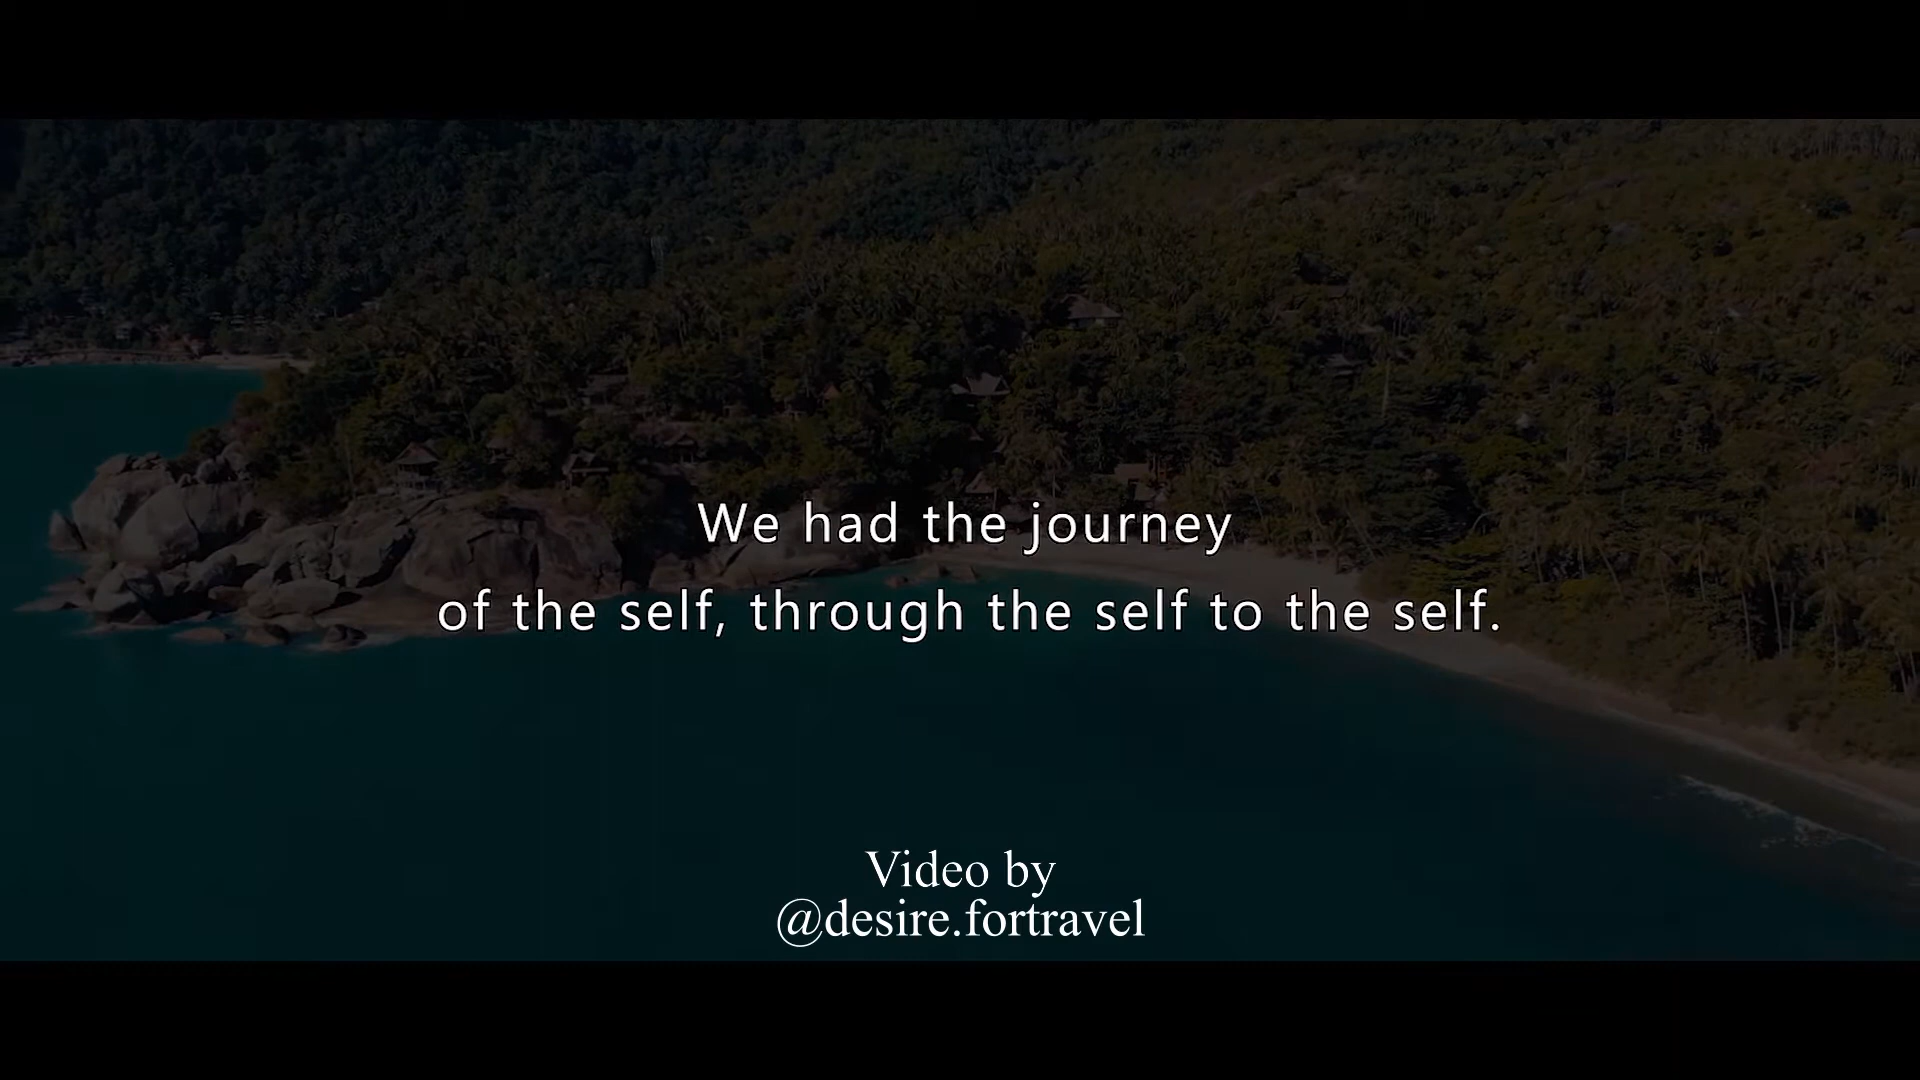 We had the journey
of the self, through the self to the self.
Video by
@desire.fortravel